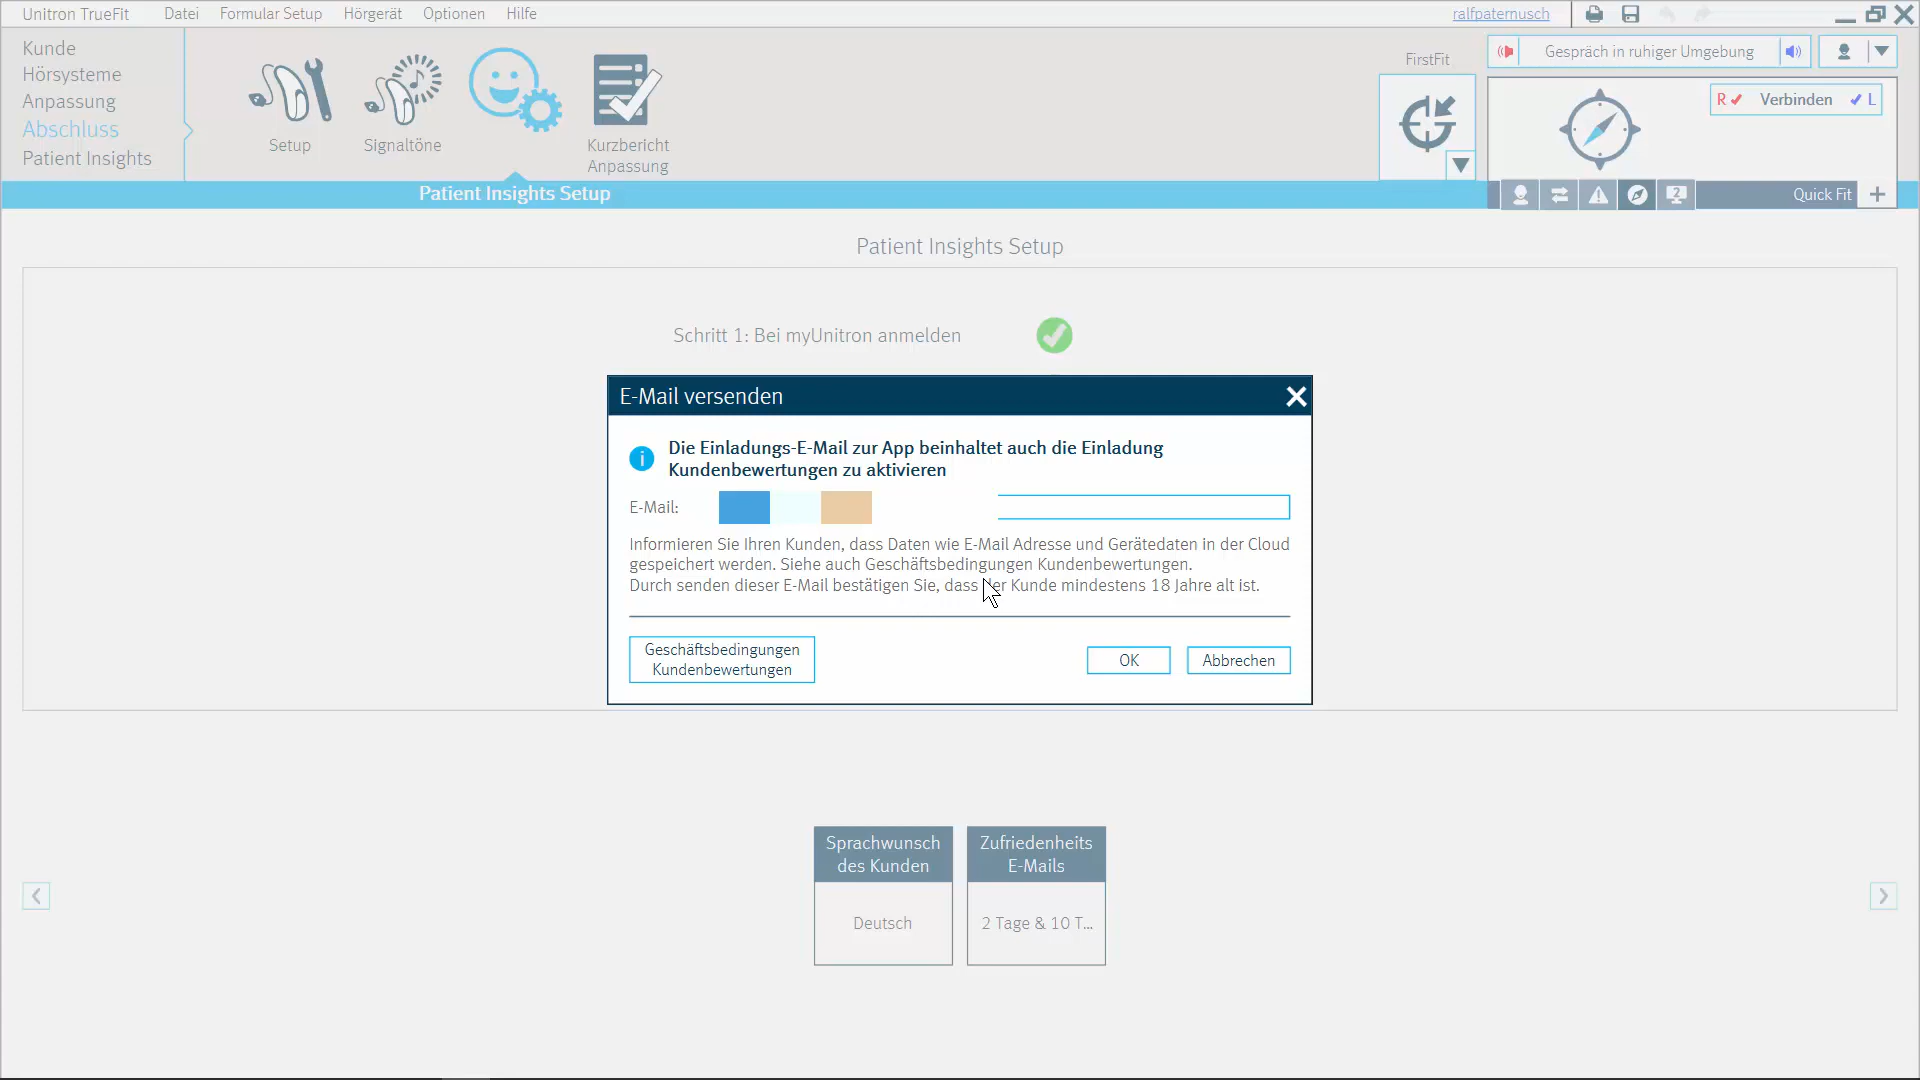 Unitron TrueFit Datei Formular Setup Hörgerät Optionen Hilfe ralfpaternusch
Kunde
Hörsysteme
Anpassung
Abschluss
Patient Insights
Setup
Signaltöne
Kurzbericht
Anpassung
FirstFit
Gespräch in ruhiger Umgebung
R Verbinden L
Patient Insights Setup
2
Quick Fit
Patient Insights Setup
Schritt 1: Bei myUnitron anmelden
E-Mail versenden
Die Einladungs-E-Mail zur App beinhaltet auch die Einladung
Kundenbewertungen zu aktivieren
E-Mail:
Informieren Sie Ihren Kunden, dass Daten wie E-Mail Adresse und Gerätedaten in der Cloud
gespeichert werden. Siehe auch Geschäftsbedingungen Kundenbewertungen.
Durch senden dieser E-Mail bestätigen Sie, dass der Kunde mindestens 18 Jahre alt ist.
Geschäftsbedingungen
Kundenbewertungen
OK
Abbrechen
Sprachwunsch
des Kunden
Deutsch
Zufriedenheits
E-Mails
2 Tage & 10 T...